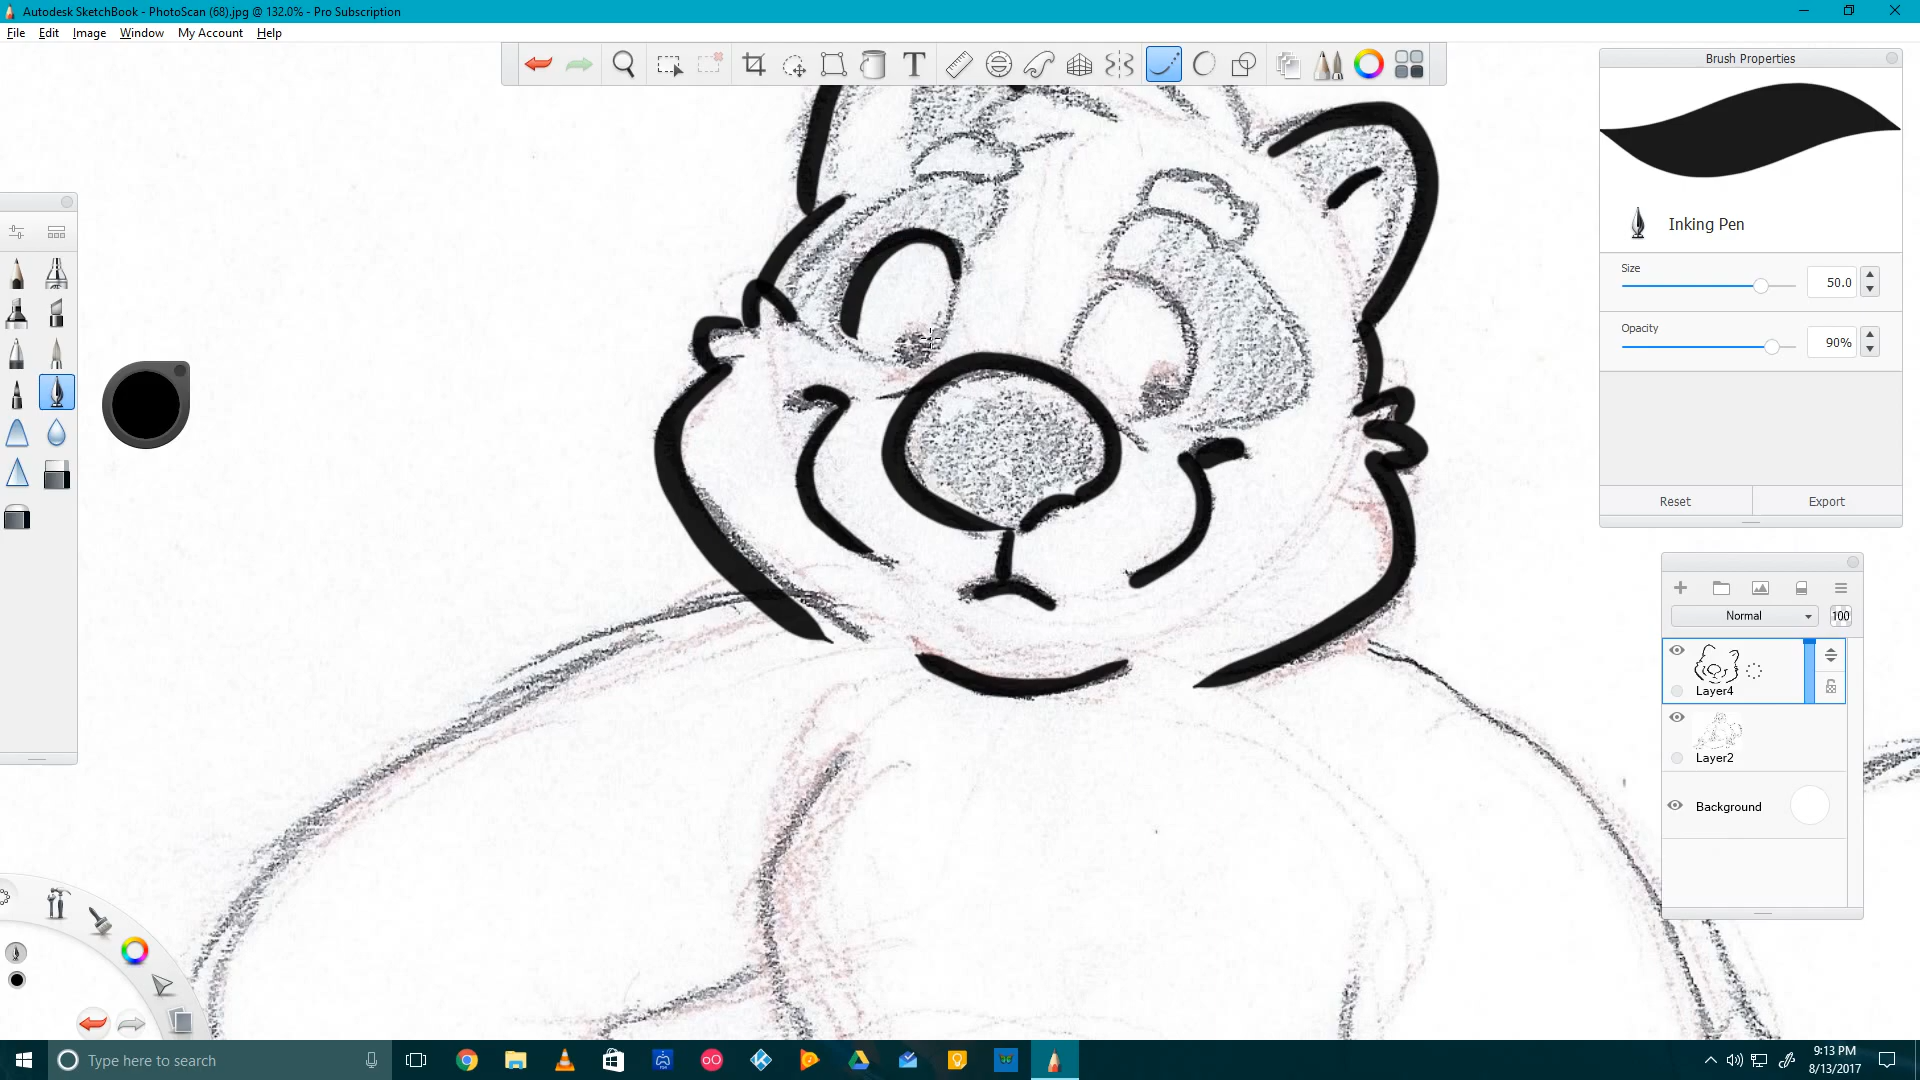 Autodesk SketchBook - PhotoScan (68).jpg @ 132.0% - Pro Subscription
File Edit Image Window My Account Help
T
Brush Properties
Inking Pen
Size
50.0
Opacity
90%
Reset Export
Normal 100
Layer4
Layer2
Background
Type here to search
9:13 PM
8/13/2017